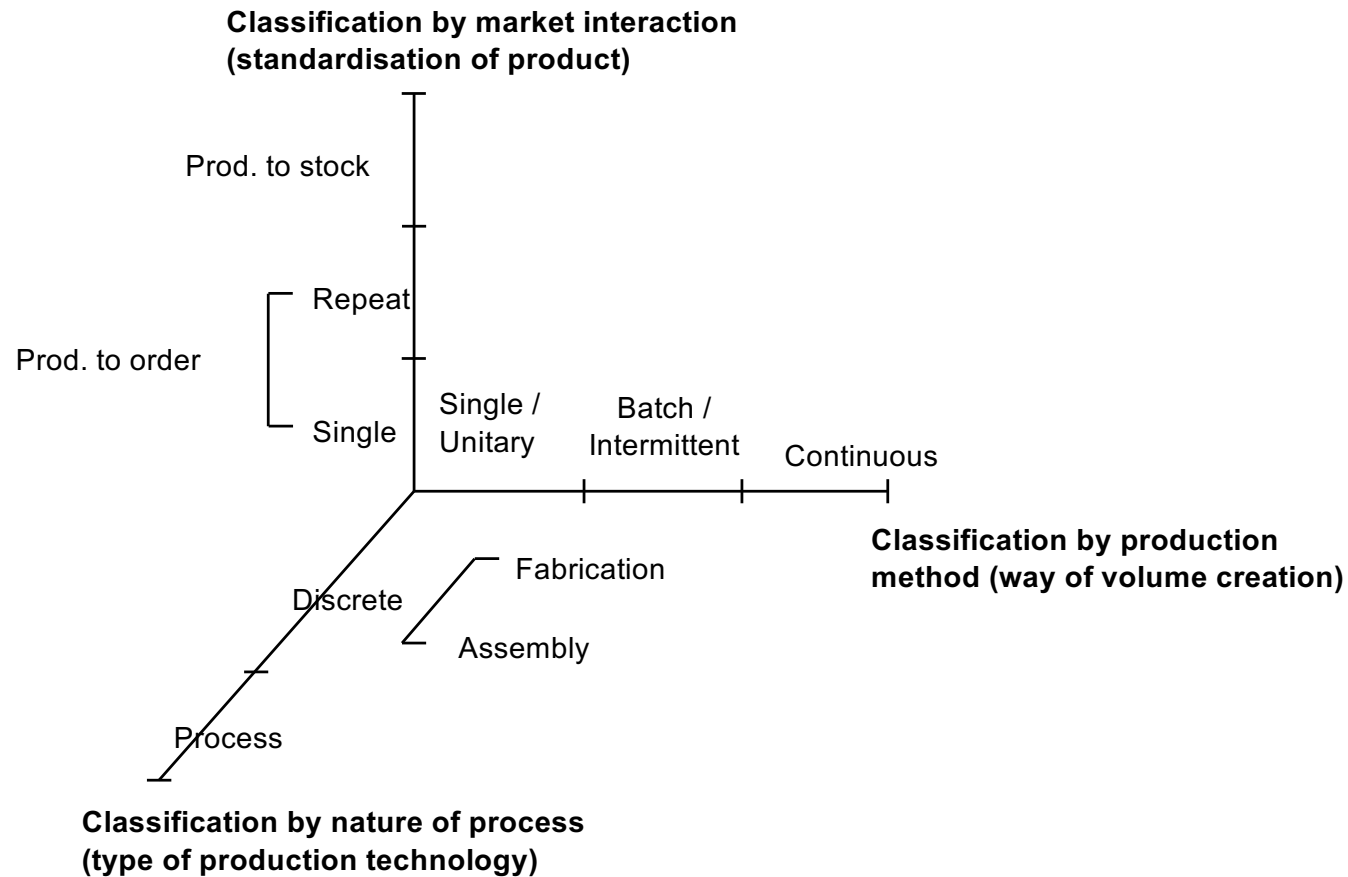 Classification by market interaction
(standardisation of product)
Prod. to stock
Repeat
Prod. to order
Single
Single /
Unitary
Batch /
Intermittent
Continuous
Classification by production
method (way of volume creation)
Fabrication
Discrete
Assembly
Process
Classification by nature of process
(type of production technology)